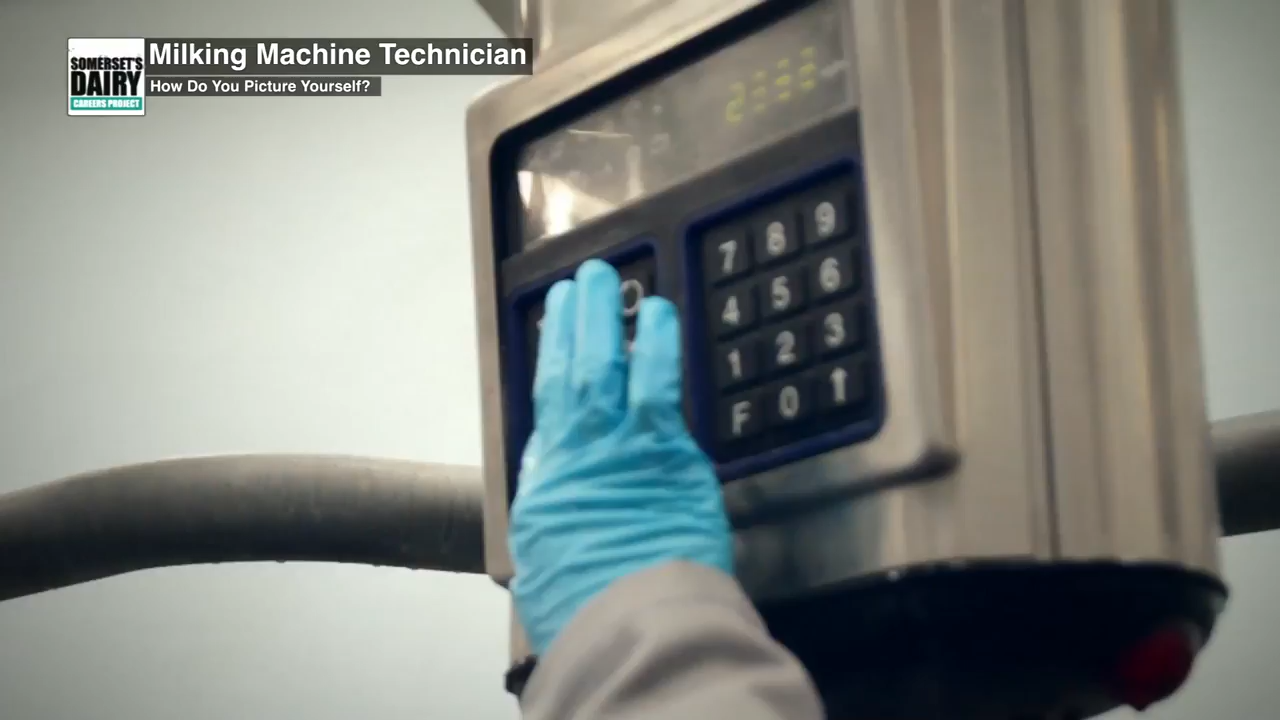 SOMERSET'S
DAIRY
CAREERS PROJECT
Milking Machine Technician
How Do You Picture Yourself?
7 8 9
4 5 6
1 2 3
F 0 ↑